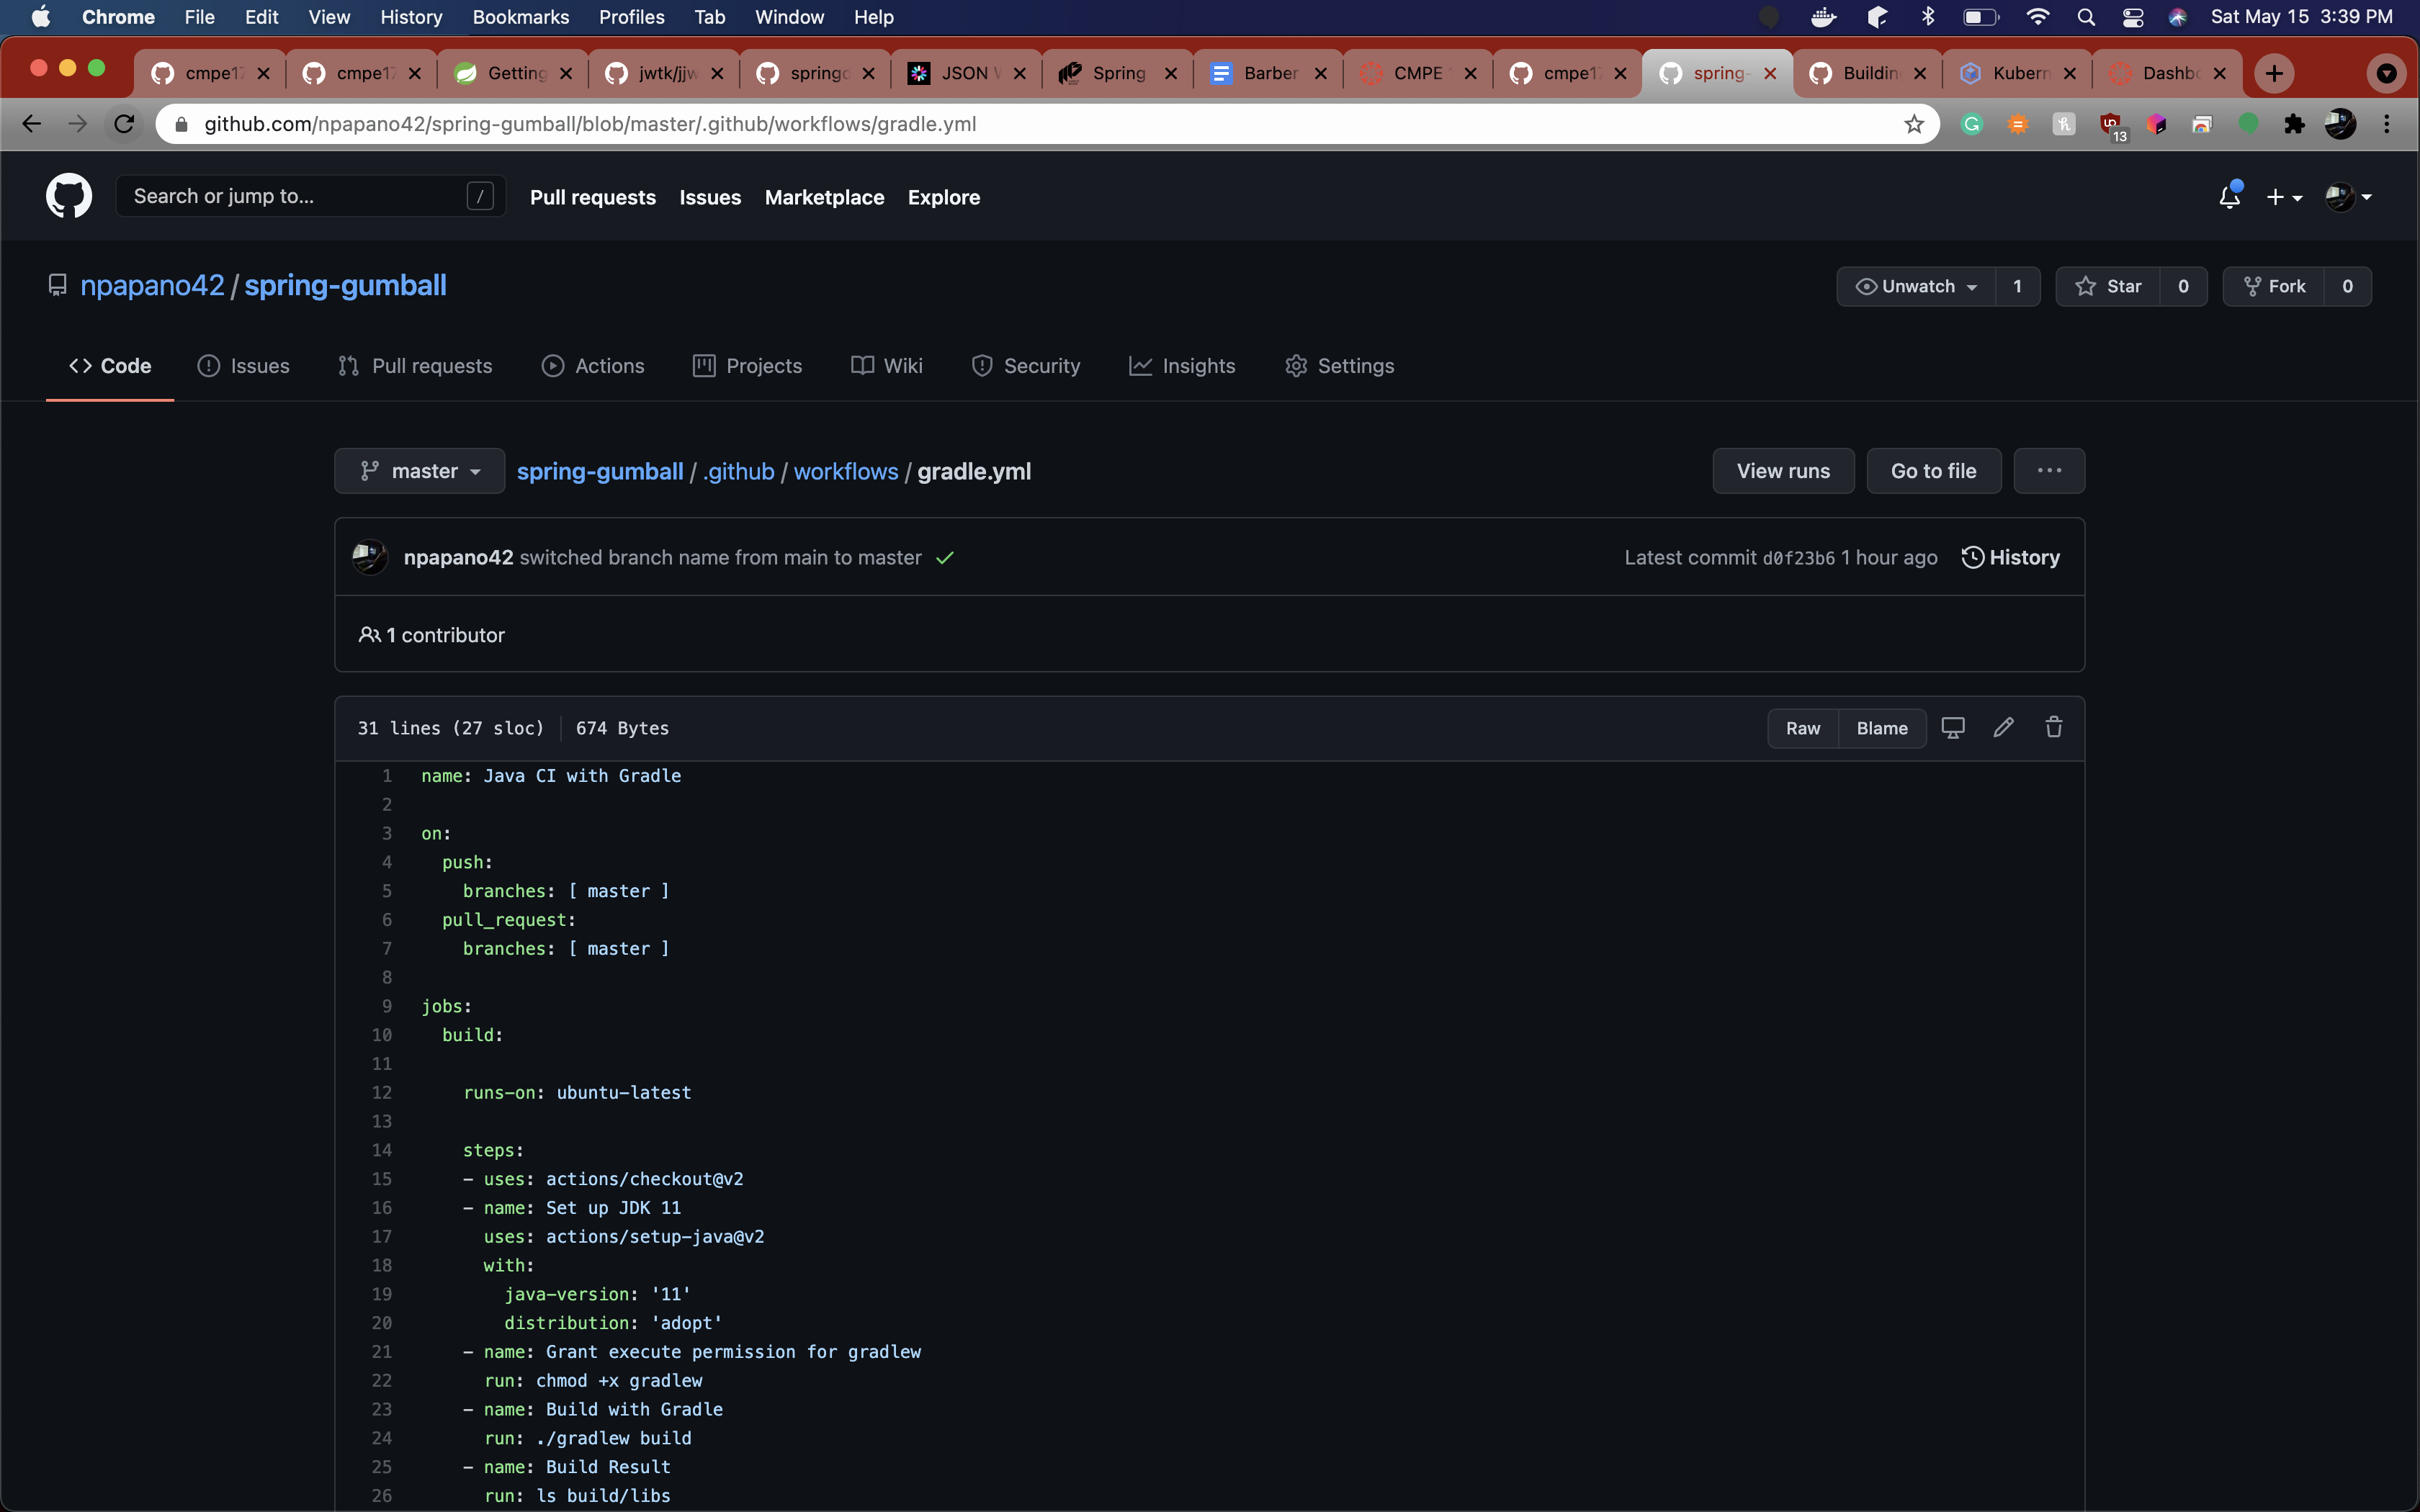 Chrome File Edit View History Bookmarks Profiles Tab Window Help Sat May 15 3:39 PM
cmpe17 cmpe17 Getting jwtk/jjw springd JSON W Spring Barber CMPE cmpe17 spring- Building Kubern Dashbo
github.com/npapano42/spring-gumball/blob/master/.github/workflows/gradle.yml 13
Search or jump to... / Pull requests Issues Marketplace Explore
npapano42 / spring-gumball Unwatch 1 Star 0 Fork 0
Code Issues Pull requests Actions Projects Wiki Security Insights Settings
master spring-gumball / .github / workflows / gradle.yml View runs Go to file ...
npapano42 switched branch name from main to master Latest commit d0f23b6 1 hour ago History
1 contributor
31 lines (27 sloc) 674 Bytes Raw Blame
1 name: Java CI with Gradle
2
3 on:
4 push:
5 branches: [ master ]
6 pull_request:
7 branches: [ master ]
8
9 jobs:
10 build:
11
12 runs-on: ubuntu-latest
13
14 steps:
15 - uses: actions/checkout@v2
16 - name: Set up JDK 11
17 uses: actions/setup-java@v2
18 with:
19 java-version: '11'
20 distribution: 'adopt'
21 - name: Grant execute permission for gradlew
22 run: chmod +x gradlew
23 - name: Build with Gradle
24 run: ./gradlew build
25 - name: Build Result
26 run: ls build/libs